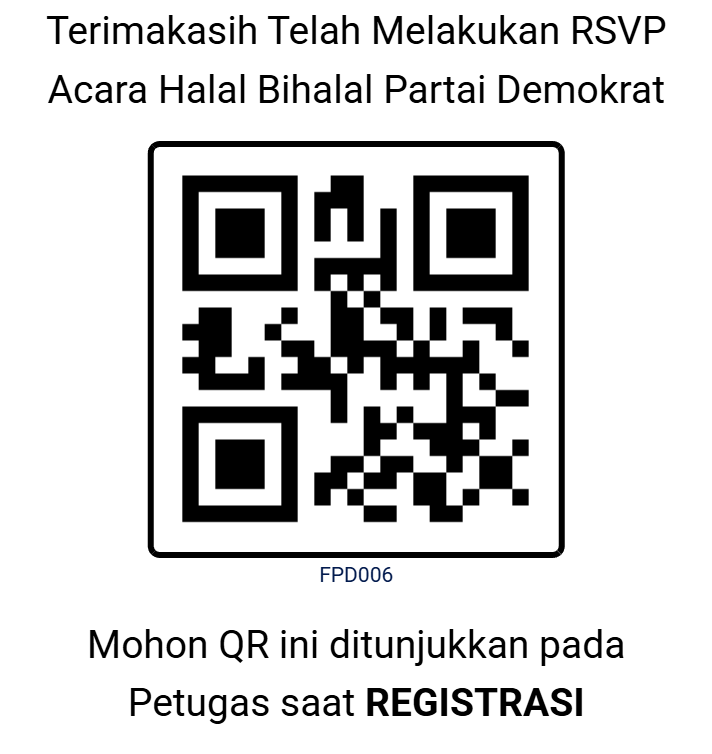 Terimakasih Telah Melakukan RSVP
Acara Halal Bihalal Partai Demokrat
FPD006
Mohon QR ini ditunjukkan pada
Petugas saat REGISTRASI